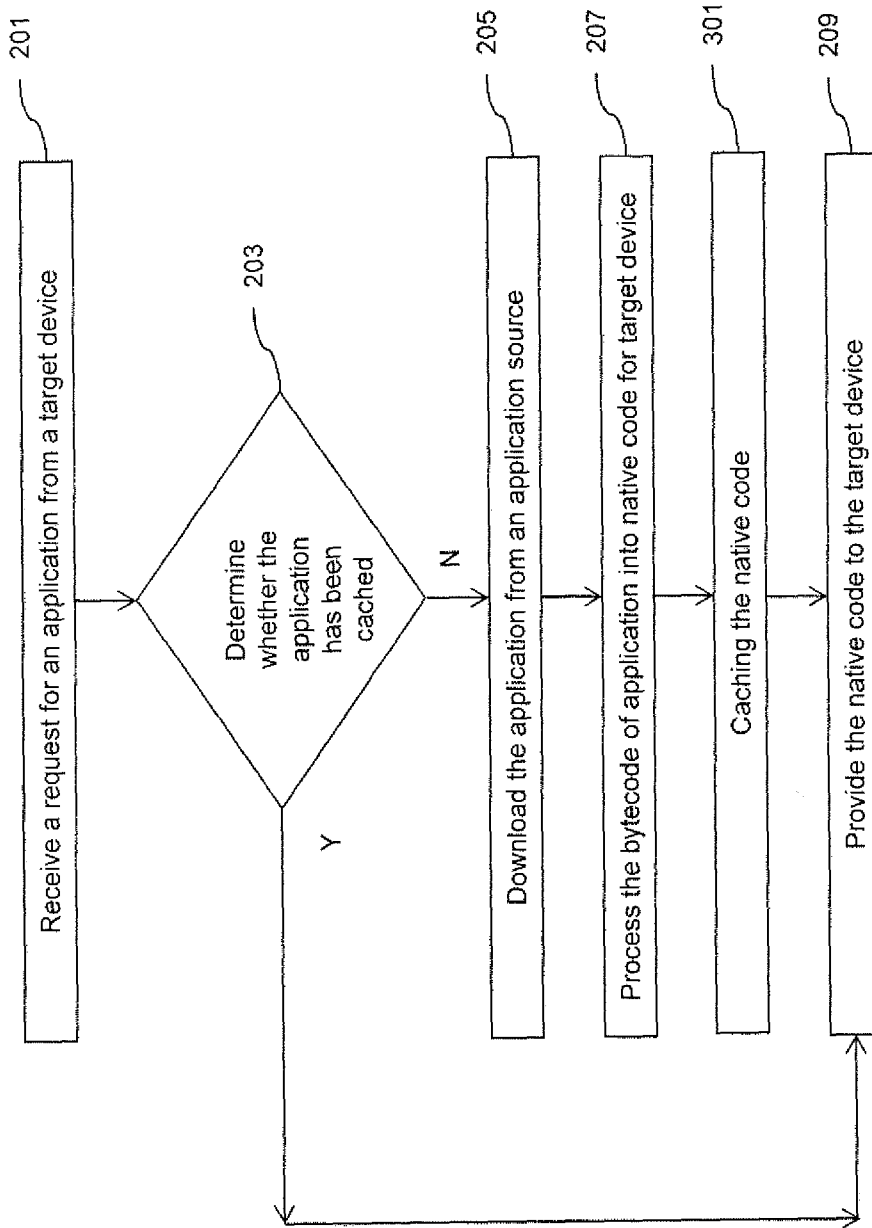 201
Receive a request for an application from a target device
203
Determine
whether the
application
has been
cached
Y
N
205
Download the application from an application source
207
Process the bytecode of application into native code for target device
301
Caching the native code
209
Provide the native code to the target device